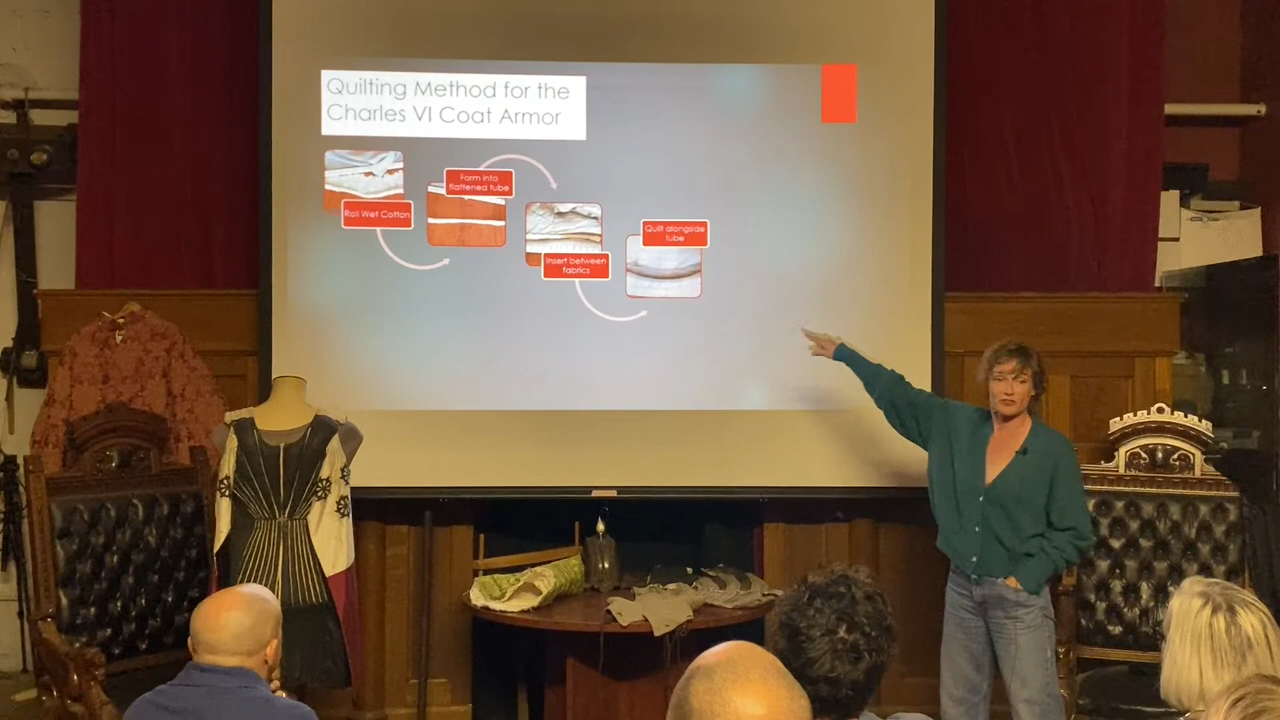 Quilting Method for the
Charles VI Coat Armor
Roll Wet Cotton
Form into
flattened tube
Insert between
fabrics
Quilt alongside
tube